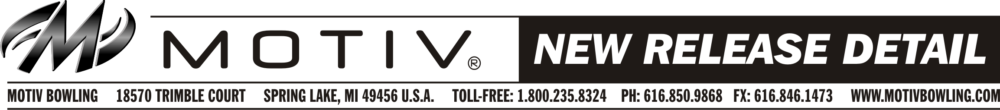 MOTIV® NEW RELEASE DETAIL
MOTIV BOWLING 18570 TRIMBLE COURT SPRING LAKE, MI 49456 U.S.A. TOLL-FREE: 1.800.235.8324 PH: 616.850.9868 FX: 616.846.1473 WWW.MOTIVBOWLING.COM